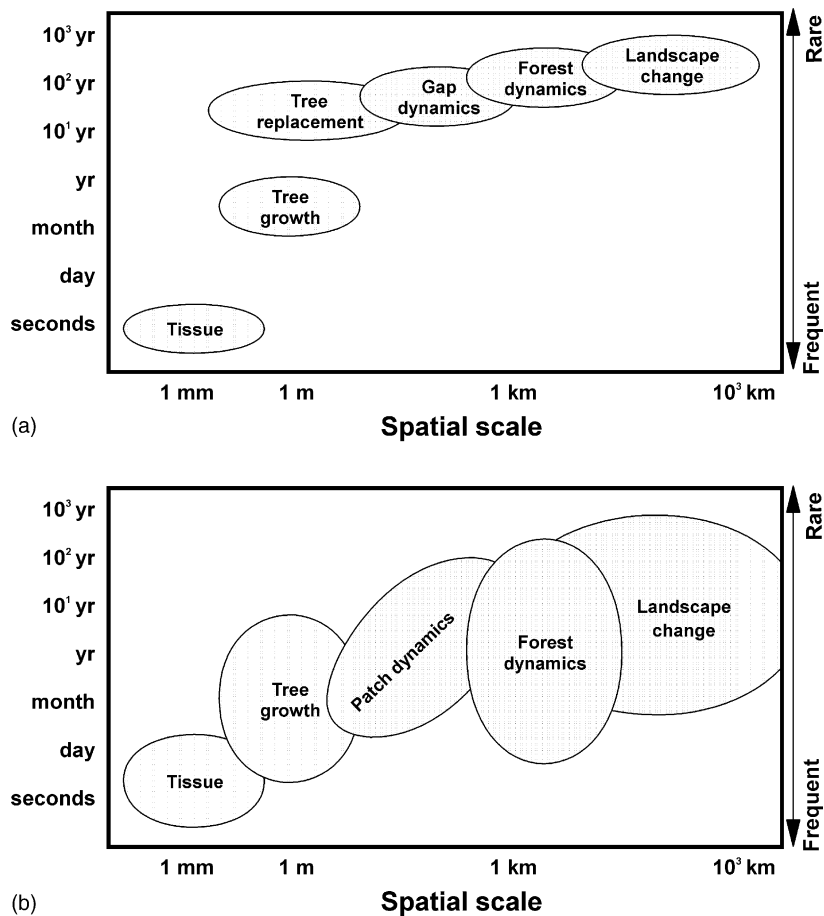 10³ yr
10² yr
10¹ yr
yr
month
day
seconds
Tree
replacement
Gap
dynamics
Forest
dynamics
Landscape
change
Tree
growth
Tissue
Rare
Frequent
1 mm
1 m
1 km
10³ km
(a)
Spatial scale
10³ yr
10² yr
10¹ yr
yr
month
day
seconds
Tissue
Tree
growth
Patch dynamics
Forest
dynamics
Landscape
change
Rare
Frequent
1 mm
1 m
1 km
10³ km
(b)
Spatial scale